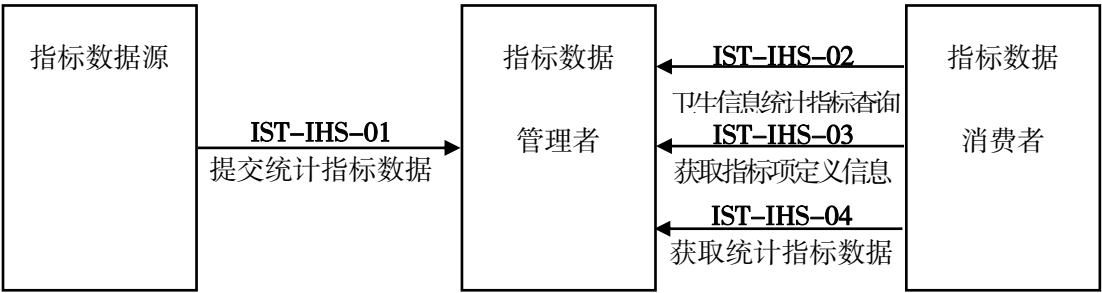 指标数据源
IST-IHS-01
提交统计指标数据
指标数据
管理者
IST-IHS-02
卫生信息统计指标查询
IST-IHS-03
获取指标项定义信息
IST-IHS-04
获取统计指标数据
指标数据
消费者